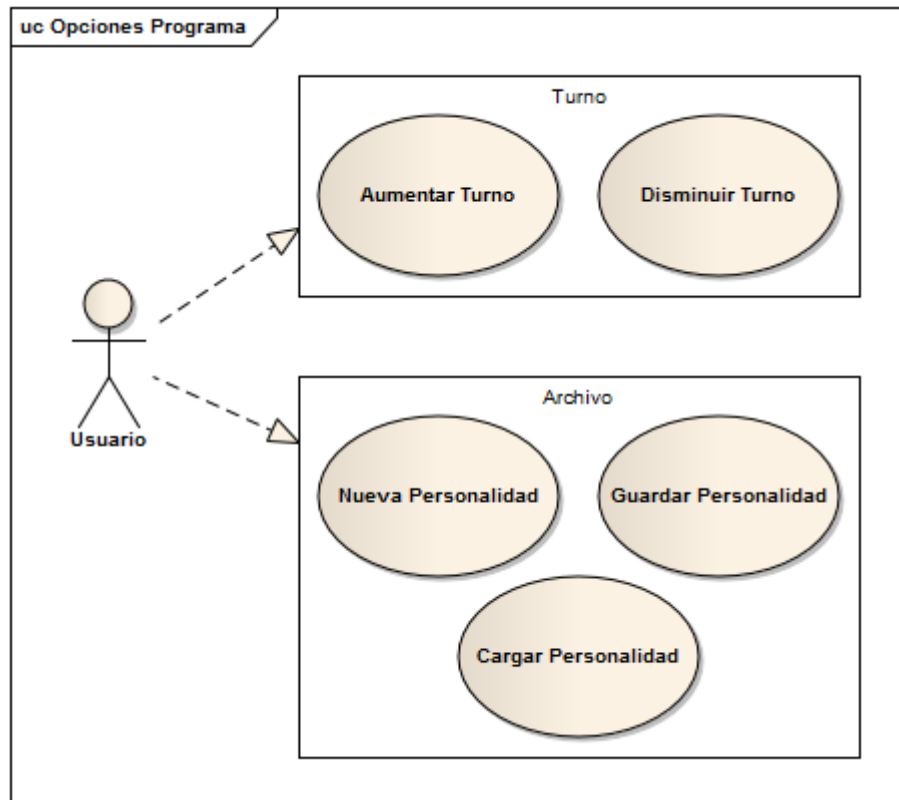 uc Opciones Programa
Turno
Aumentar Turno
Disminuir Turno
Usuario
Archivo
Nueva Personalidad
Guardar Personalidad
Cargar Personalidad